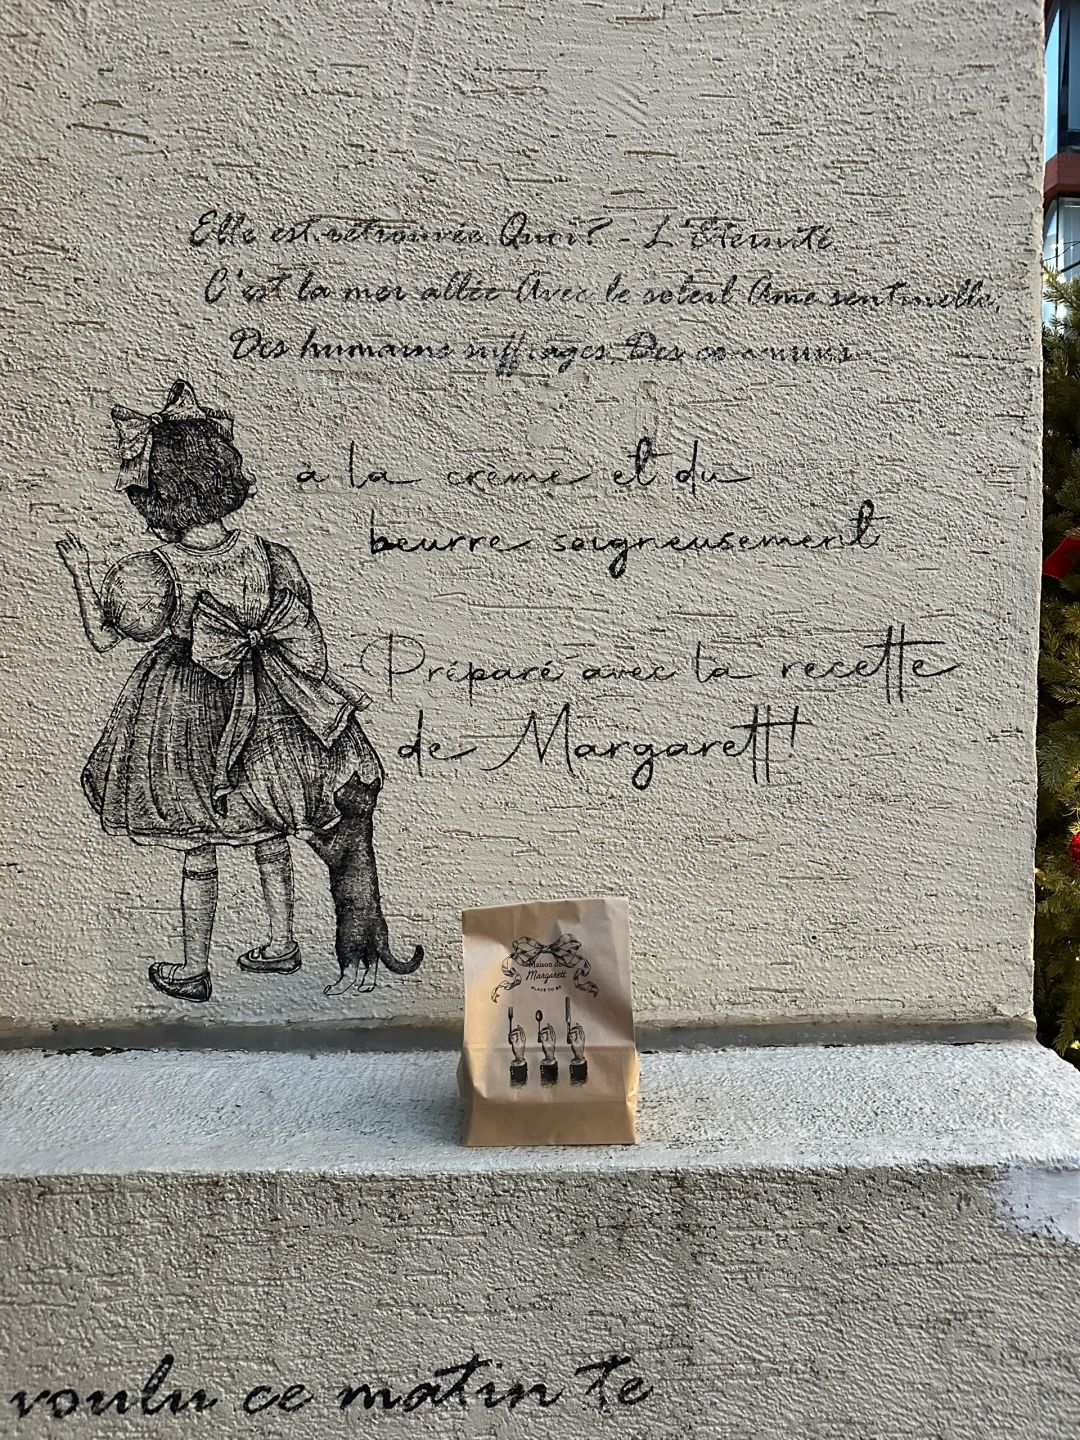 Elle est retrouvée. Quoi? - L'Éternité
C'est la mer allée Avec le soleil Ame sentinelle,
Des humains suffrages Des communs
a la creme et du
beurre soigneusement
Préparé avec la recette
de Margarett'
Maison de
Margarett
PLACE TO BE
voulu ce matin te